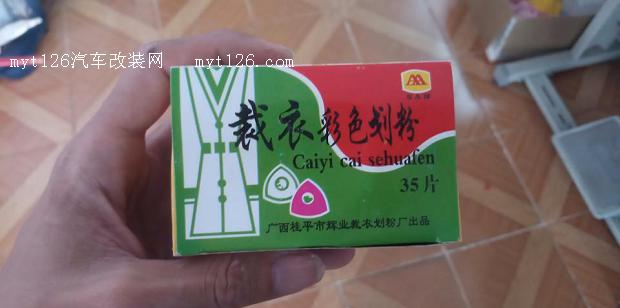 myt126汽车改装网 myt126.com
裁衣彩色划粉
Caiyi cai sehuafen
35片
广西桂平市辉业裁衣划粉厂出品